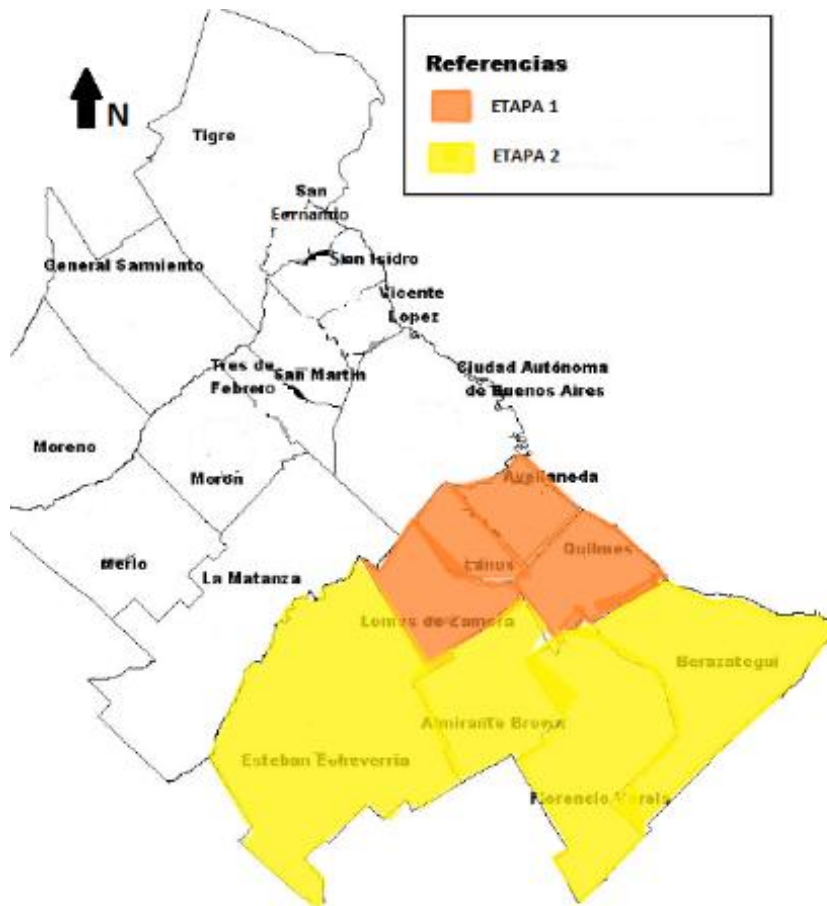 Referencias
ETAPA 1
ETAPA 2
N
Tigre
San
Fernando
San Isidro
General Sarmiento
Vicente
Lopez
Ciudad Autónoma
de Buenos Aires
Tres de
Febrero
San Martín
Moreno
Morón
Avellaneda
Quilmes
Lanus
Merlo
La Matanza
Lomas de Zamora
Berazategui
Almirante Brown
Esteban Echeverría
Florencio Varela